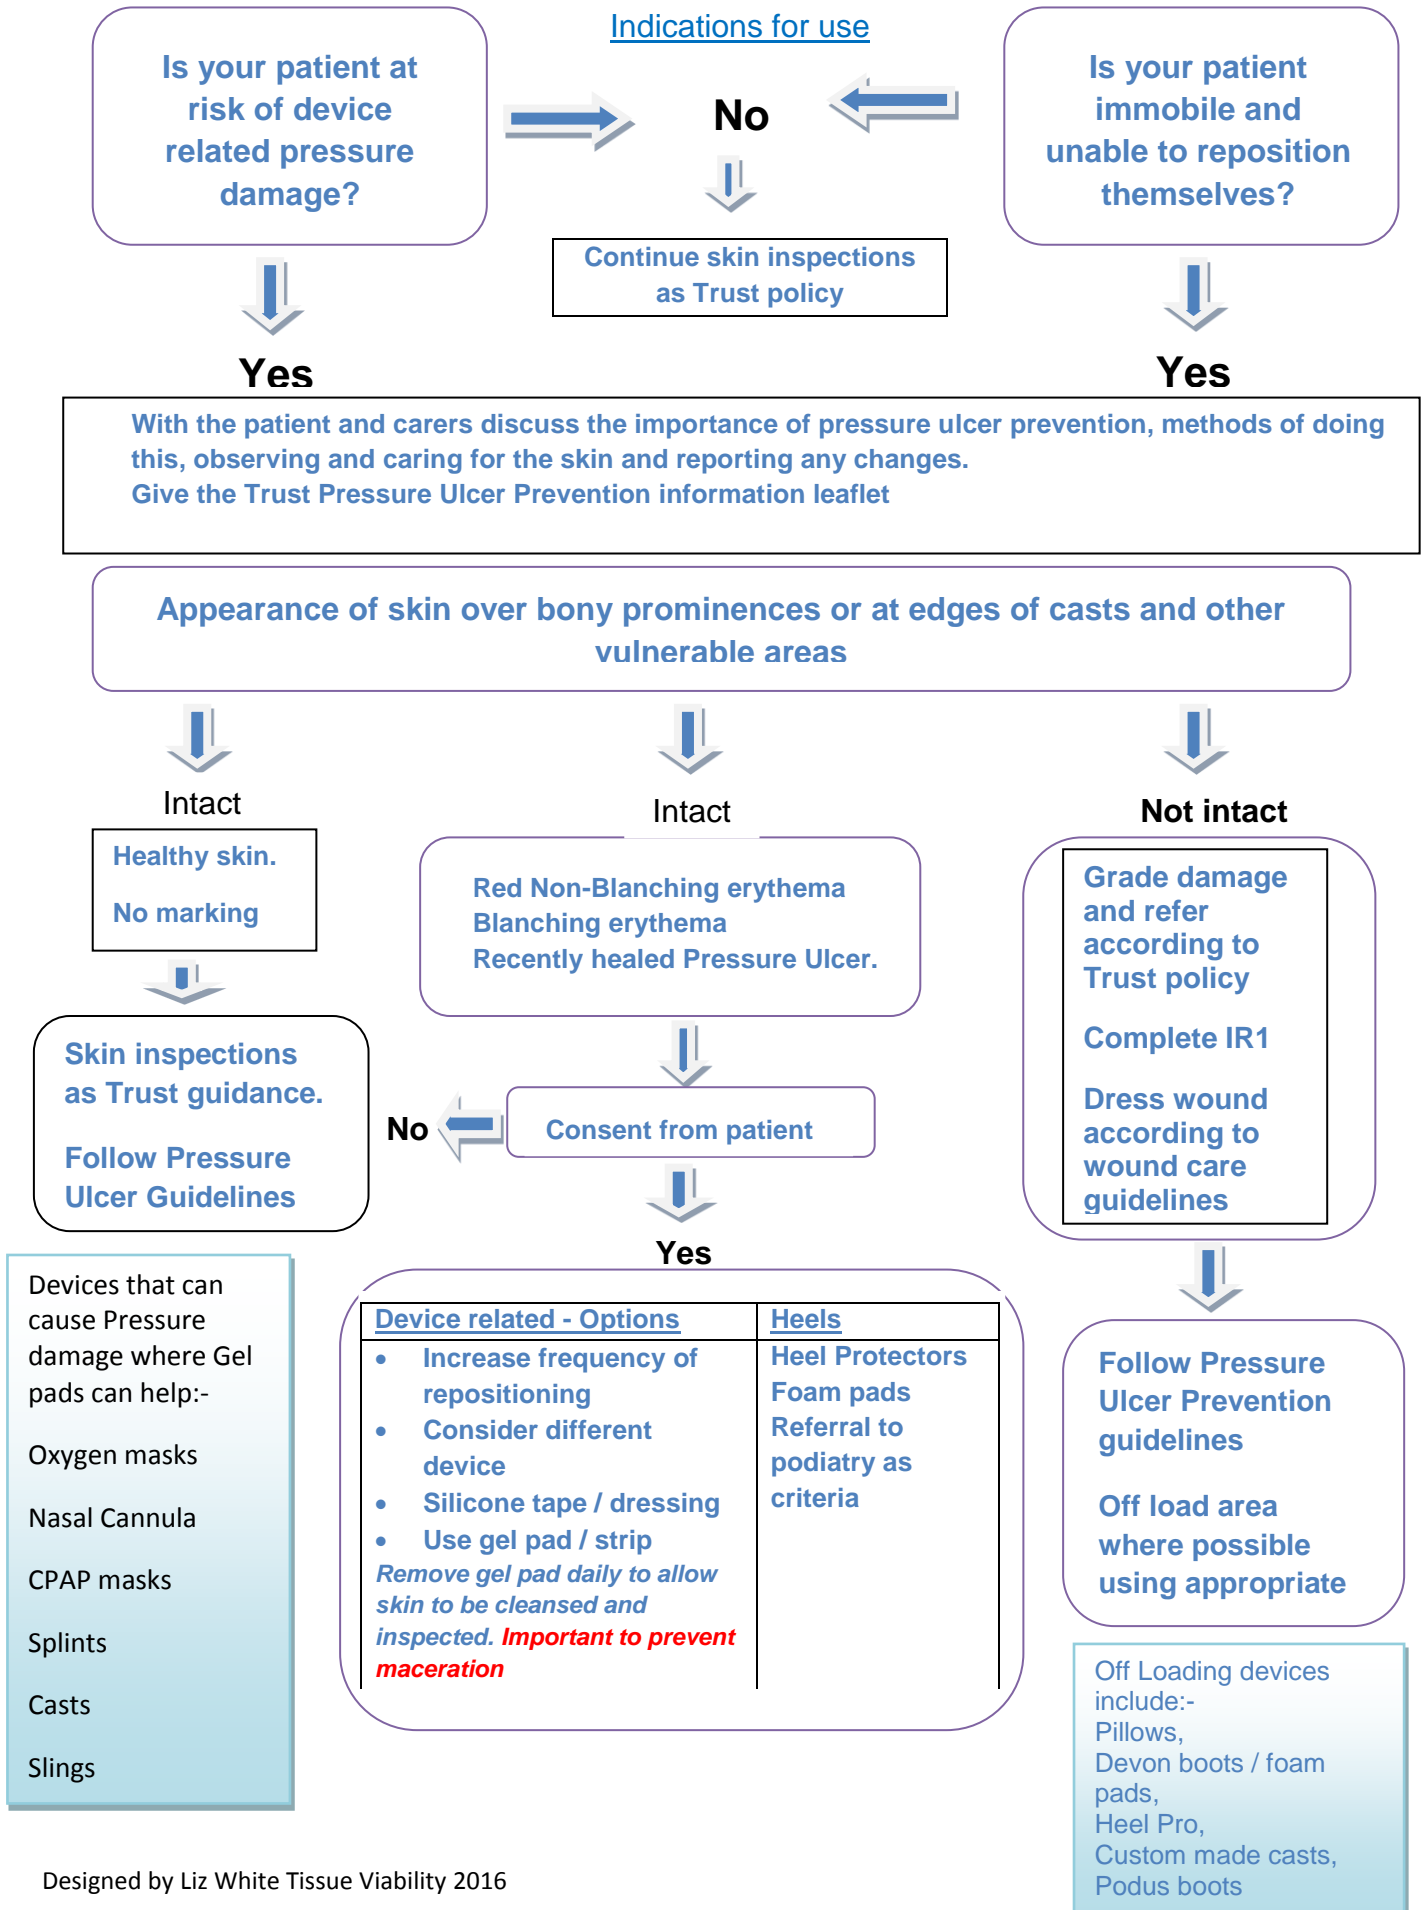 Indications for use
Is your patient at
risk of device
related pressure
damage?
No
Is your patient
immobile and
unable to reposition
themselves?
Continue skin inspections
as Trust policy
Yes
Yes
With the patient and carers discuss the importance of pressure ulcer prevention, methods of doing
this, observing and caring for the skin and reporting any changes.
Give the Trust Pressure Ulcer Prevention information leaflet
Appearance of skin over bony prominences or at edges of casts and other
vulnerable areas
Intact
Healthy skin.
No marking
Skin inspections
as Trust guidance.
Follow Pressure
Ulcer Guidelines
Intact
Red Non-Blanching erythema
Blanching erythema
Recently healed Pressure Ulcer.
Consent from patient
No
Yes
Device related - Options
• Increase frequency of
repositioning
• Consider different
device
• Silicone tape / dressing
• Use gel pad / strip
Remove gel pad daily to allow
skin to be cleansed and
inspected. Important to prevent
maceration
Heels
Heel Protectors
Foam pads
Referral to
podiatry as
criteria
Not intact
Grade damage
and refer
according to
Trust policy
Complete IR1
Dress wound
according to
wound care
guidelines
Follow Pressure
Ulcer Prevention
guidelines
Off load area
where possible
using appropriate
Off Loading devices
include:-
Pillows,
Devon boots / foam
pads,
Heel Pro,
Custom made casts,
Podus boots
Devices that can
cause Pressure
damage where Gel
pads can help:-
Oxygen masks
Nasal Cannula
CPAP masks
Splints
Casts
Slings
Designed by Liz White Tissue Viability 2016